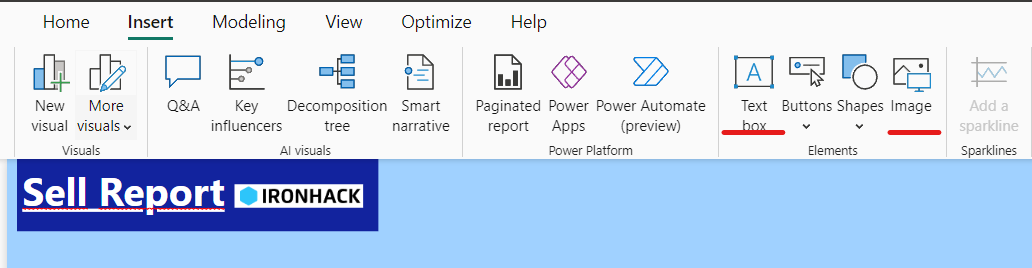 Home Insert Modeling View Optimize Help
New visual
More visuals
Q&A
Key influencers
Decomposition tree
Smart narrative
Paginated report
Power Apps
Power Automate (preview)
Text box
Buttons
Shapes
Image
Add a sparkline
Visuals
AI visuals
Power Platform
Elements
Sparklines
Sell Report IRONHACK